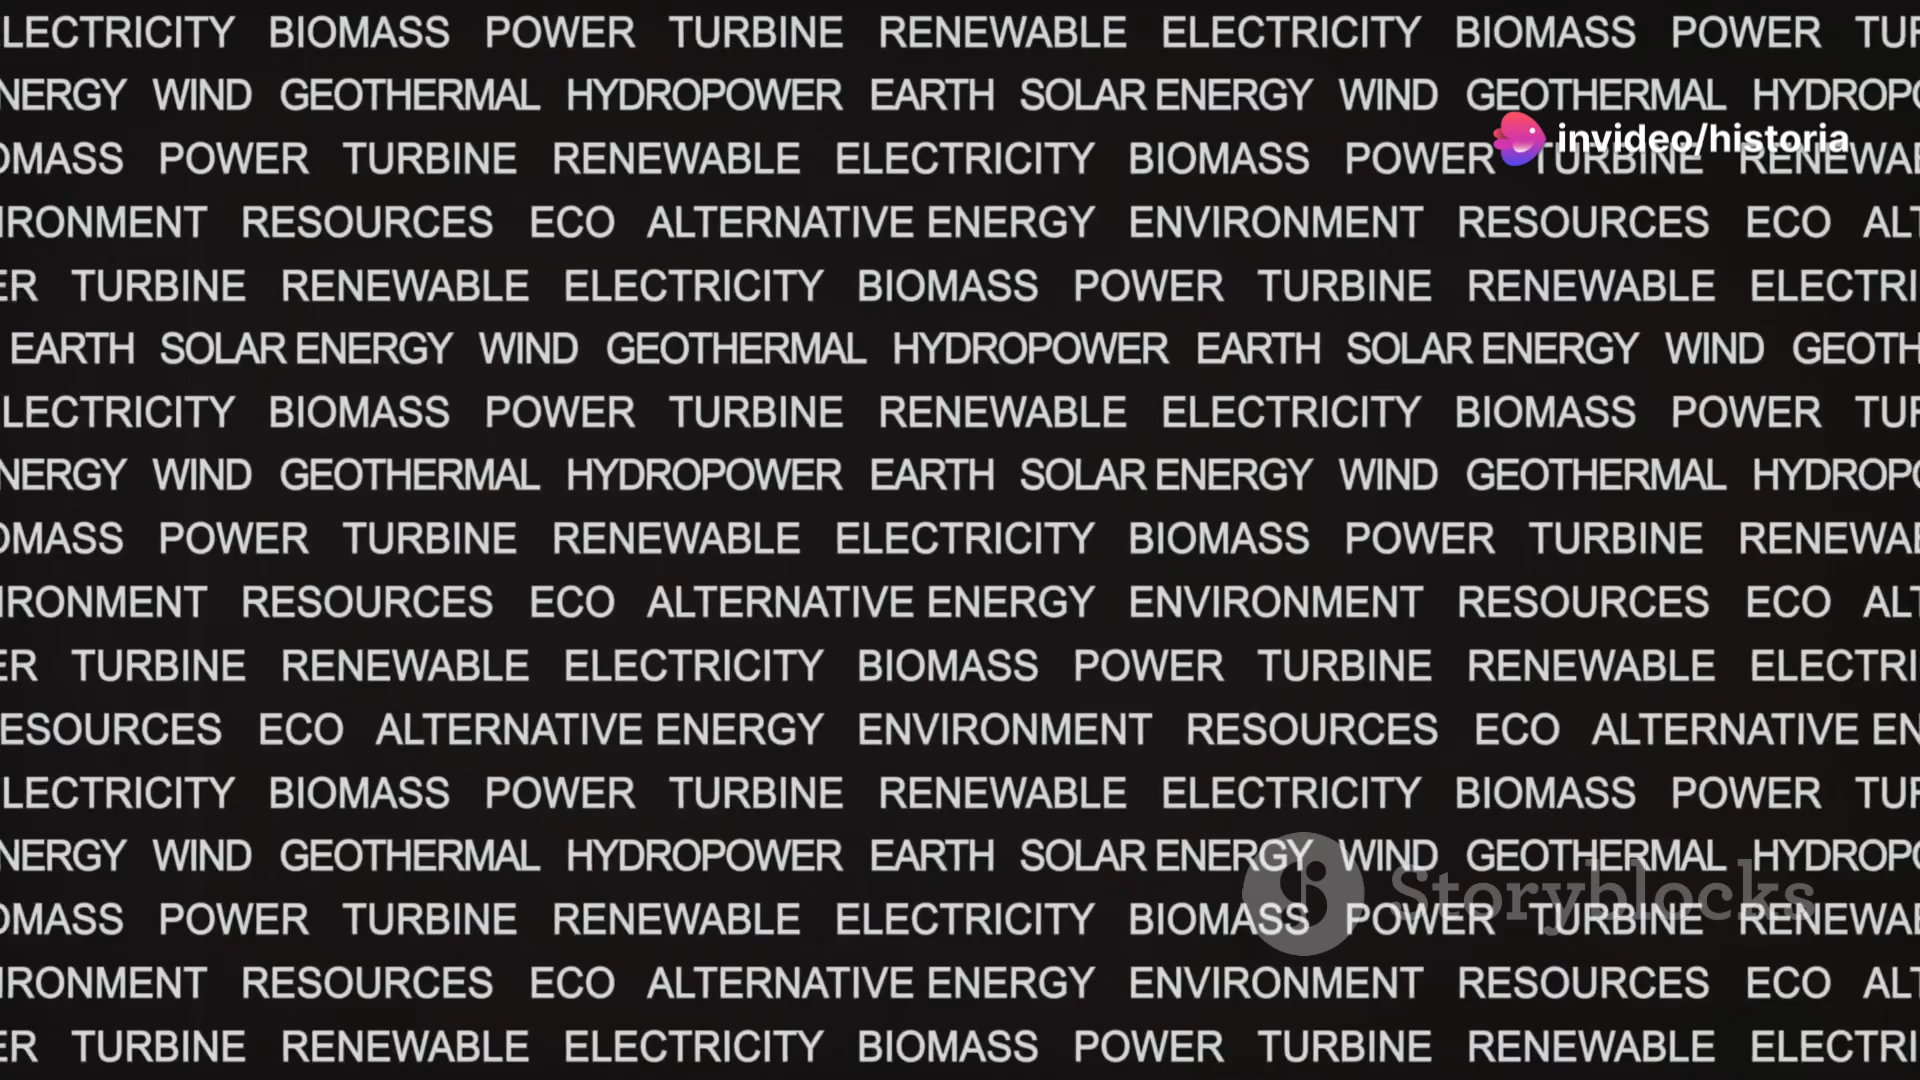 LECTRICITY BIOMASS POWER TURBINE RENEWABLE ELECTRICITY BIOMASS POWER TUR
NERGY WIND GEOTHERMAL HYDROPOWER EARTH SOLAR ENERGY WIND GEOTHERMAL HYDROPO
invideo/historia
OMASS POWER TURBINE RENEWABLE ELECTRICITY BIOMASS POWER TURBINE RENEWAB
IRONMENT RESOURCES ECO ALTERNATIVE ENERGY ENVIRONMENT RESOURCES ECO ALT
ER TURBINE RENEWABLE ELECTRICITY BIOMASS POWER TURBINE RENEWABLE ELECTRI
EARTH SOLAR ENERGY WIND GEOTHERMAL HYDROPOWER EARTH SOLAR ENERGY WIND GEOTH
LECTRICITY BIOMASS POWER TURBINE RENEWABLE ELECTRICITY BIOMASS POWER TUR
NERGY WIND GEOTHERMAL HYDROPOWER EARTH SOLAR ENERGY WIND GEOTHERMAL HYDROPO
OMASS POWER TURBINE RENEWABLE ELECTRICITY BIOMASS POWER TURBINE RENEWAB
IRONMENT RESOURCES ECO ALTERNATIVE ENERGY ENVIRONMENT RESOURCES ECO ALT
ER TURBINE RENEWABLE ELECTRICITY BIOMASS POWER TURBINE RENEWABLE ELECTRI
ESOURCES ECO ALTERNATIVE ENERGY ENVIRONMENT RESOURCES ECO ALTERNATIVE EN
LECTRICITY BIOMASS POWER TURBINE RENEWABLE ELECTRICITY BIOMASS POWER TUR
NERGY WIND GEOTHERMAL HYDROPOWER EARTH SOLAR ENERGY WIND GEOTHERMAL HYDROPO
Storyblocks
OMASS POWER TURBINE RENEWABLE ELECTRICITY BIOMASS POWER TURBINE RENEWAB
IRONMENT RESOURCES ECO ALTERNATIVE ENERGY ENVIRONMENT RESOURCES ECO ALT
ER TURBINE RENEWABLE ELECTRICITY BIOMASS POWER TURBINE RENEWABLE ELECTRI